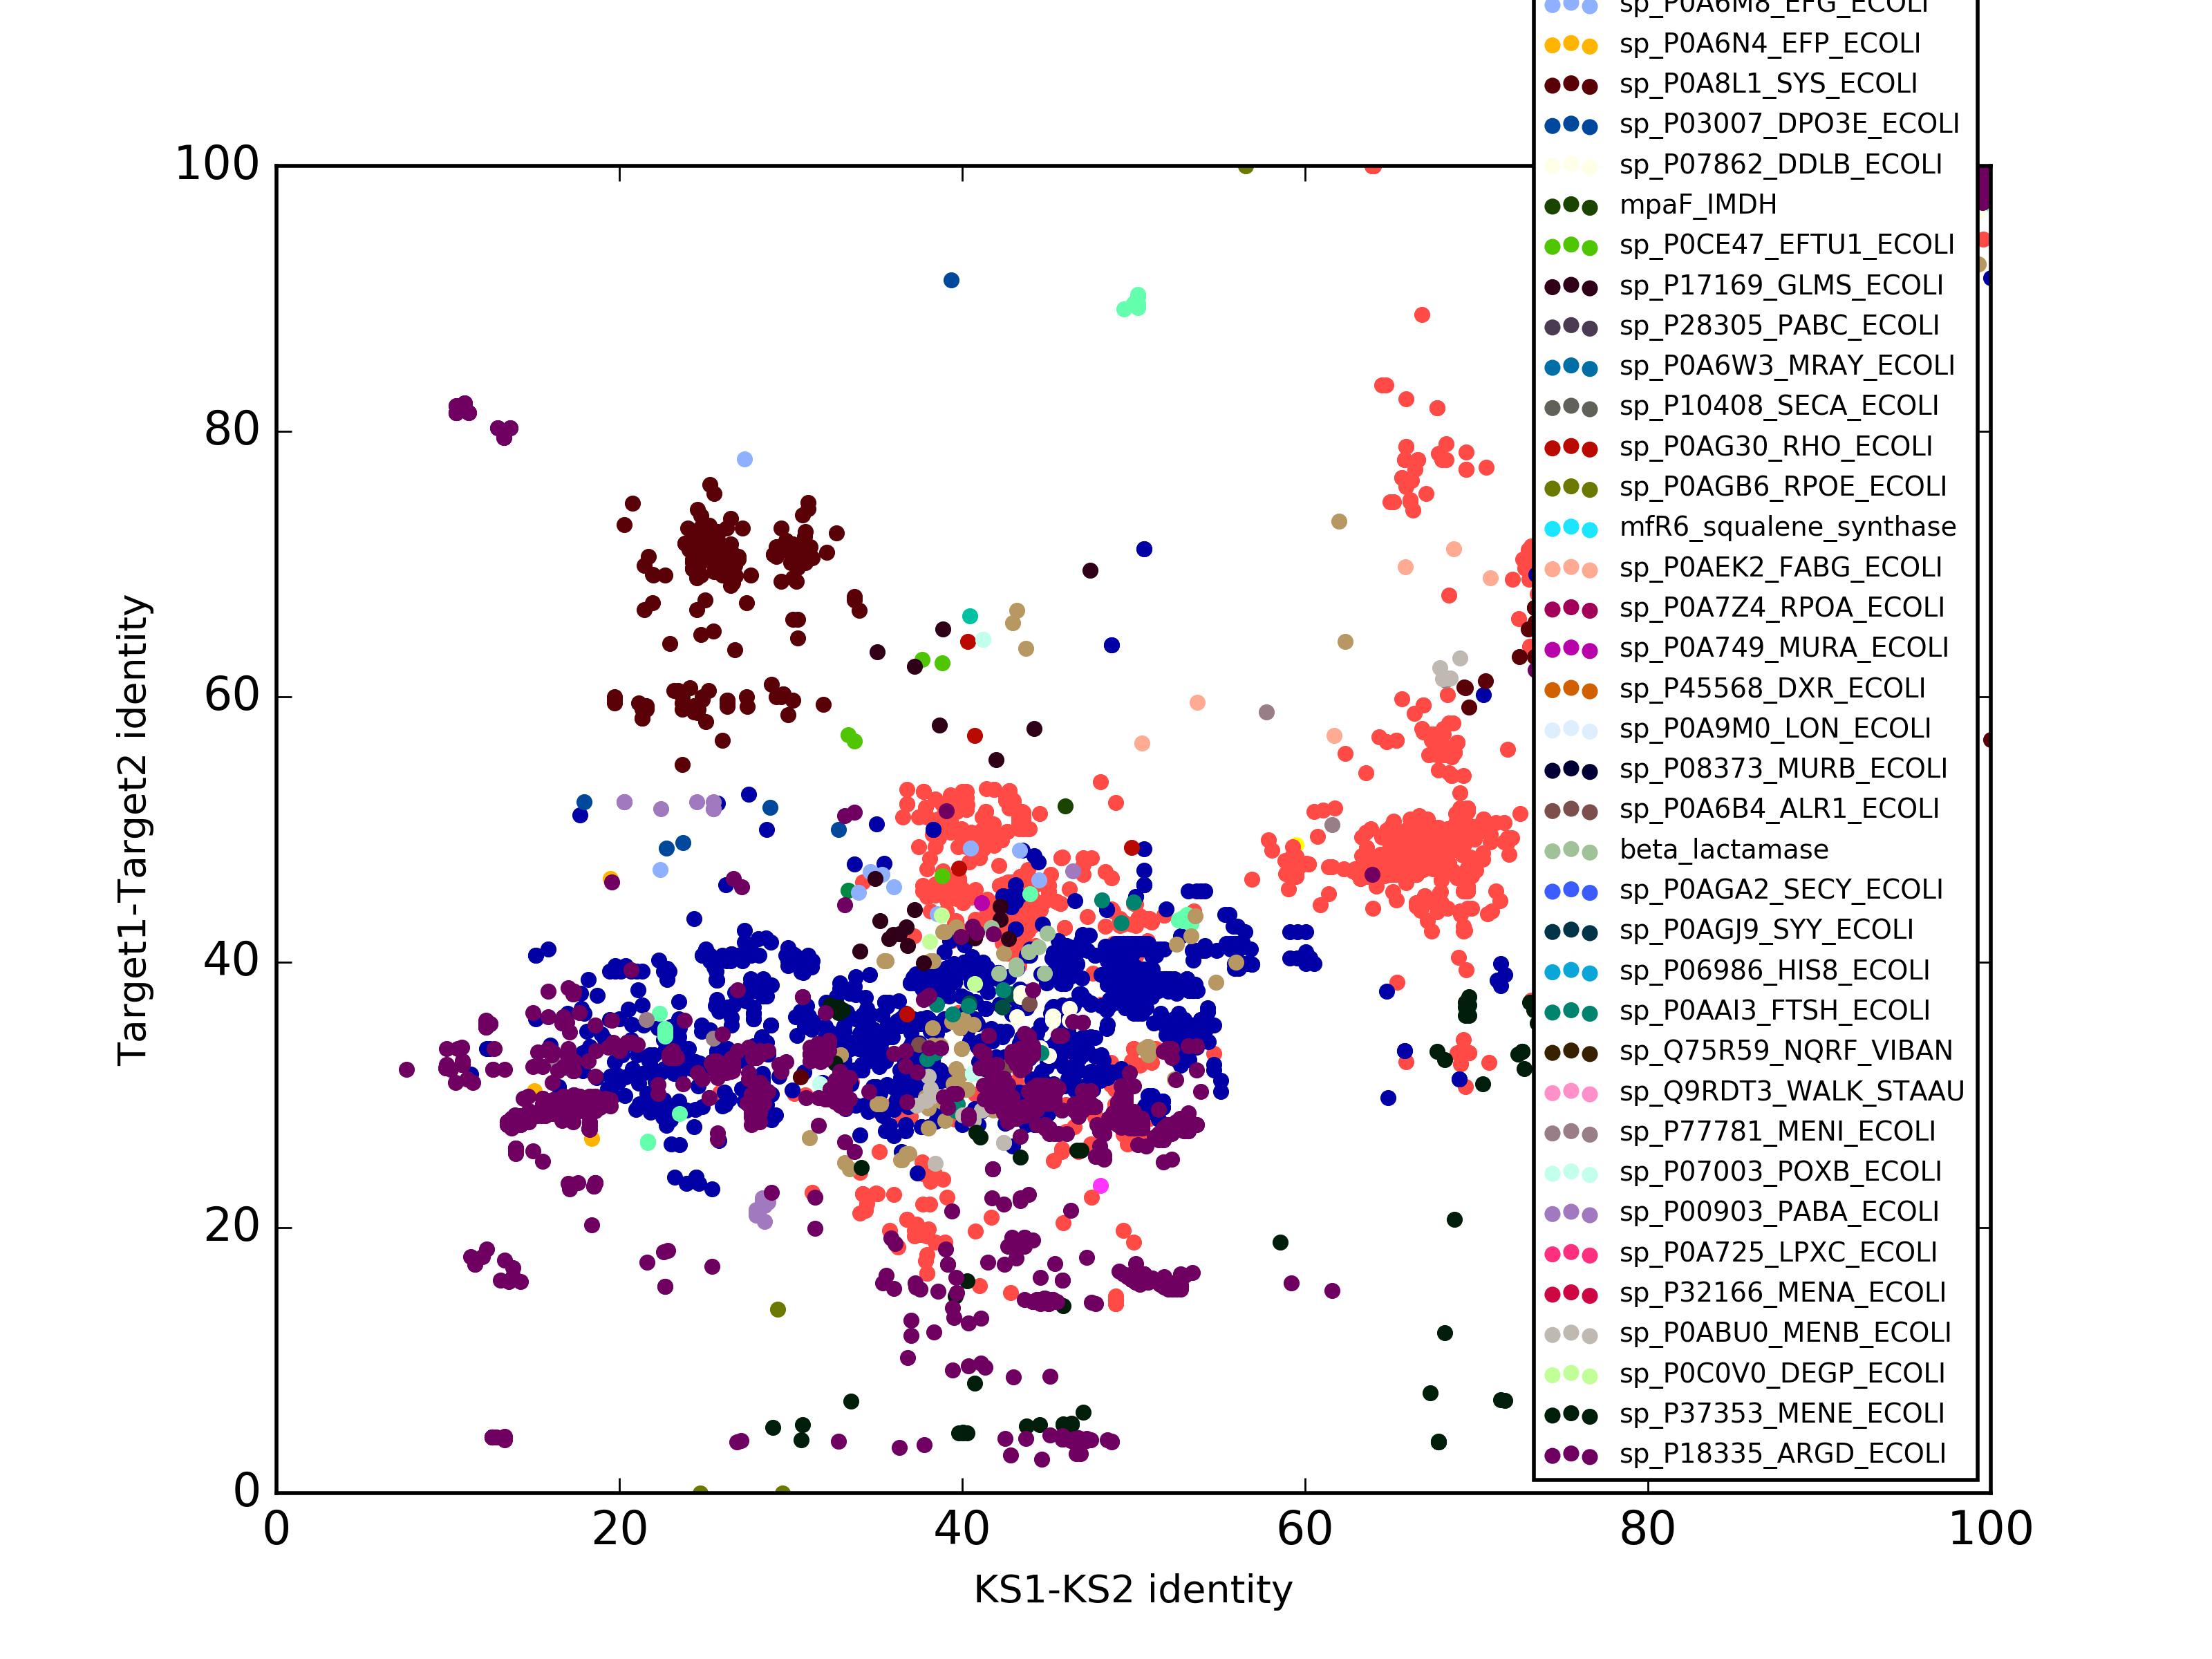 sp_P0A6M8_EFG_ECOLI
sp_P0A6N4_EFP_ECOLI
sp_P0A8L1_SYS_ECOLI
sp_P03007_DPO3E_ECOLI
sp_P07862_DDLB_ECOLI
mpaF_IMDH
sp_P0CE47_EFTU1_ECOLI
sp_P17169_GLMS_ECOLI
sp_P28305_PABC_ECOLI
sp_P0A6W3_MRAY_ECOLI
sp_P10408_SECA_ECOLI
sp_P0AG30_RHO_ECOLI
sp_P0AGB6_RPOE_ECOLI
mfR6_squalene_synthase
sp_P0AEK2_FABG_ECOLI
sp_P0A7Z4_RPOA_ECOLI
sp_P0A749_MURA_ECOLI
sp_P45568_DXR_ECOLI
sp_P0A9M0_LON_ECOLI
sp_P08373_MURB_ECOLI
sp_P0A6B4_ALR1_ECOLI
beta_lactamase
sp_P0AGA2_SECY_ECOLI
sp_P0AGJ9_SYY_ECOLI
sp_P06986_HIS8_ECOLI
sp_P0AAI3_FTSH_ECOLI
sp_Q75R59_NQRF_VIBAN
sp_Q9RDT3_WALK_STAAU
sp_P77781_MENI_ECOLI
sp_P07003_POXB_ECOLI
sp_P00903_PABA_ECOLI
sp_P0A725_LPXC_ECOLI
sp_P32166_MENA_ECOLI
sp_P0ABU0_MENB_ECOLI
sp_P0C0V0_DEGP_ECOLI
sp_P37353_MENE_ECOLI
sp_P18335_ARGD_ECOLI
100
80
60
40
20
0
Target1-Target2 identity
0 20 40 60 80 100
KS1-KS2 identity